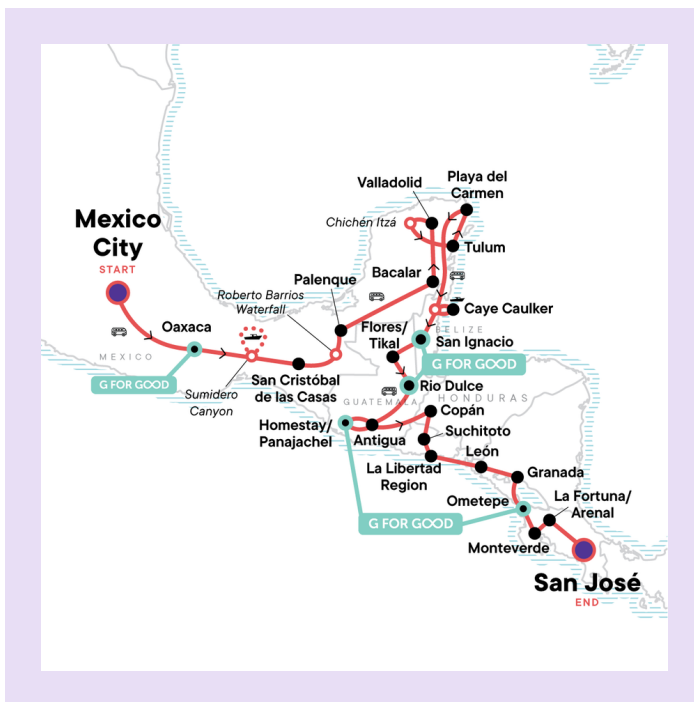 Valladolid
Playa del
Carmen
Mexico
City
START
Chichén Itzá
Tulum
Bacalar
Palenque
Roberto Barrios
Waterfall
Caye Caulker
Oaxaca
Flores/
Tikal
BELIZE
San Ignacio
MEXICO
G FOR GOOD
G FOR GOOD
Sumidero
Canyon
San Cristóbal
de las Casas
Río Dulce
GUATEMALA
HONDURAS
Copán
Homestay/
Panajachel
Antigua
Suchitoto
La Libertad
Region
León
Granada
Ometepe
La Fortuna/
Arenal
G FOR GOOD
Monteverde
San José
END